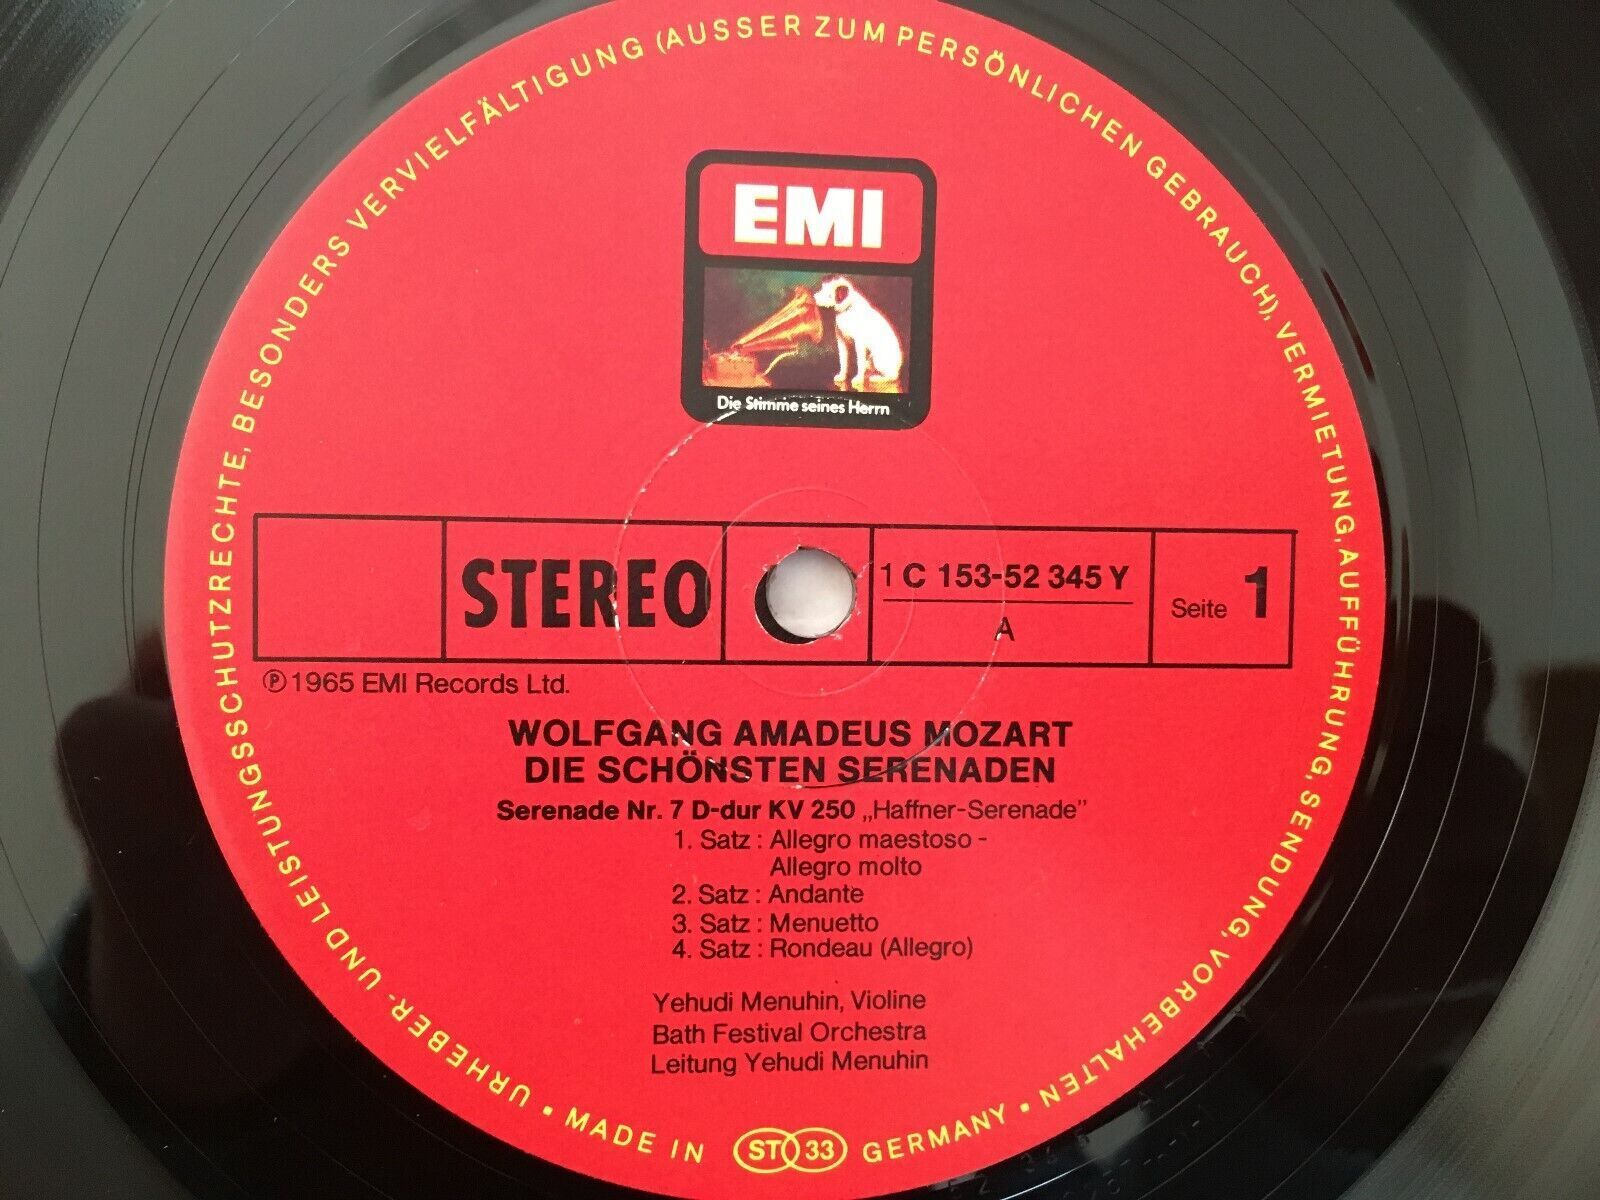 URHEBER- UND LEISTUNGSSCHUTZRECHTE, BESONDERS VERVIELFÄLTIGUNG (AUSSER ZUM PERSÖNLICHEN GEBRAUCH), VERMIETUNG, AUFFÜHRUNG, SENDUNG, VORBEHALTEN •
EMI
Die Stimme seines Herrn
STEREO
1 C 153-52 345 Y
A
Seite 1
℗ 1965 EMI Records Ltd.
WOLFGANG AMADEUS MOZART
DIE SCHÖNSTEN SERENADEN
Serenade Nr. 7 D-dur KV 250 „Haffner-Serenade”
1. Satz : Allegro maestoso -
Allegro molto
2. Satz : Andante
3. Satz : Menuetto
4. Satz : Rondeau (Allegro)
Yehudi Menuhin, Violine
Bath Festival Orchestra
Leitung Yehudi Menuhin
• MADE IN ST 33 GERMANY